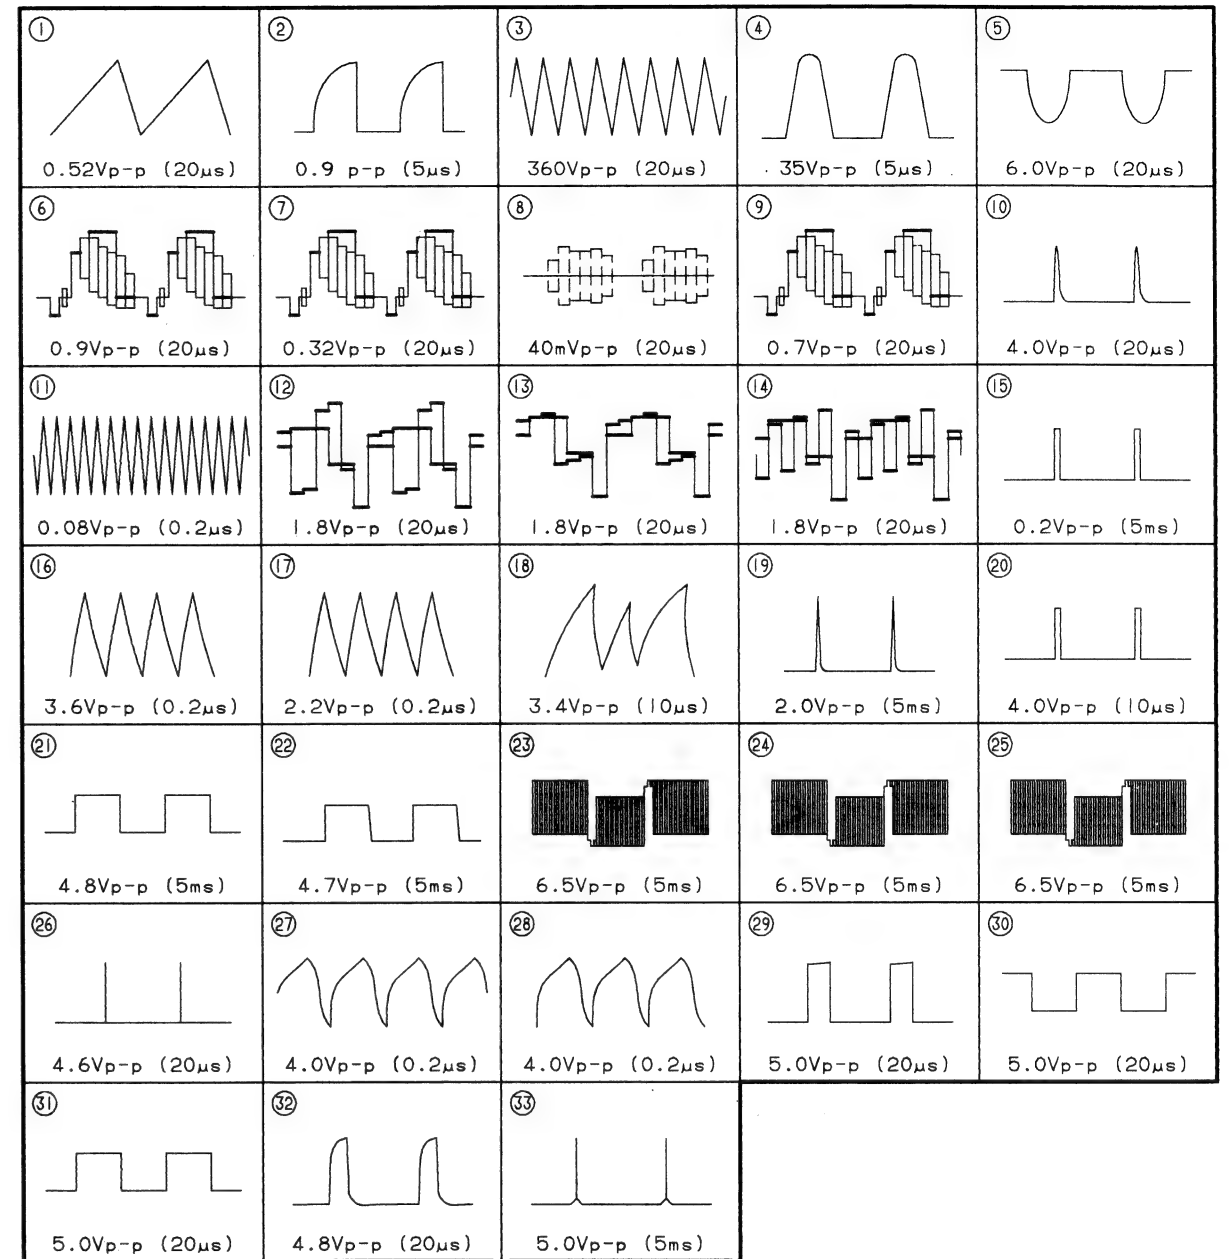 1 2 3 4 5
0.52Vp-p (20μs) 0.9 p-p (5μs) 360Vp-p (20μs) 35Vp-p (5μs) 6.0Vp-p (20μs)
6 7 8 9 10
0.9Vp-p (20μs) 0.32Vp-p (20μs) 40mVp-p (20μs) 0.7Vp-p (20μs) 4.0Vp-p (20μs)
11 12 13 14 15
0.08Vp-p (0.2μs) 1.8Vp-p (20μs) 1.8Vp-p (20μs) 1.8Vp-p (20μs) 0.2Vp-p (5ms)
16 17 18 19 20
3.6Vp-p (0.2μs) 2.2Vp-p (0.2μs) 3.4Vp-p (10μs) 2.0Vp-p (5ms) 4.0Vp-p (10μs)
21 22 23 24 25
4.8Vp-p (5ms) 4.7Vp-p (5ms) 6.5Vp-p (5ms) 6.5Vp-p (5ms) 6.5Vp-p (5ms)
26 27 28 29 30
4.6Vp-p (20μs) 4.0Vp-p (0.2μs) 4.0Vp-p (0.2μs) 5.0Vp-p (20μs) 5.0Vp-p (20μs)
31 32 33
5.0Vp-p (20μs) 4.8Vp-p (20μs) 5.0Vp-p (5ms)